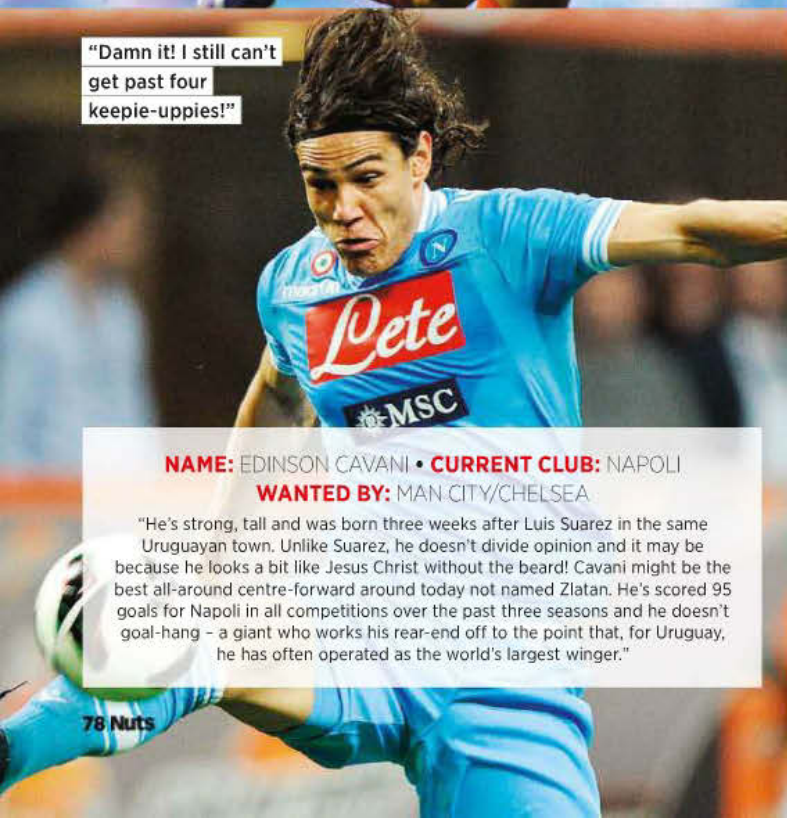 “Damn it! I still can’t
get past four
keepie-uppies!”
N
macron
Lete
MSC
NAME: EDINSON CAVANI • CURRENT CLUB: NAPOLI
WANTED BY: MAN CITY/CHELSEA
“He’s strong, tall and was born three weeks after Luis Suarez in the same
Uruguayan town. Unlike Suarez, he doesn’t divide opinion and it may be
because he looks a bit like Jesus Christ without the beard! Cavani might be the
best all-around centre-forward around today not named Zlatan. He’s scored 95
goals for Napoli in all competitions over the past three seasons and he doesn’t
goal-hang – a giant who works his rear-end off to the point that, for Uruguay,
he has often operated as the world’s largest winger.”
78 Nuts